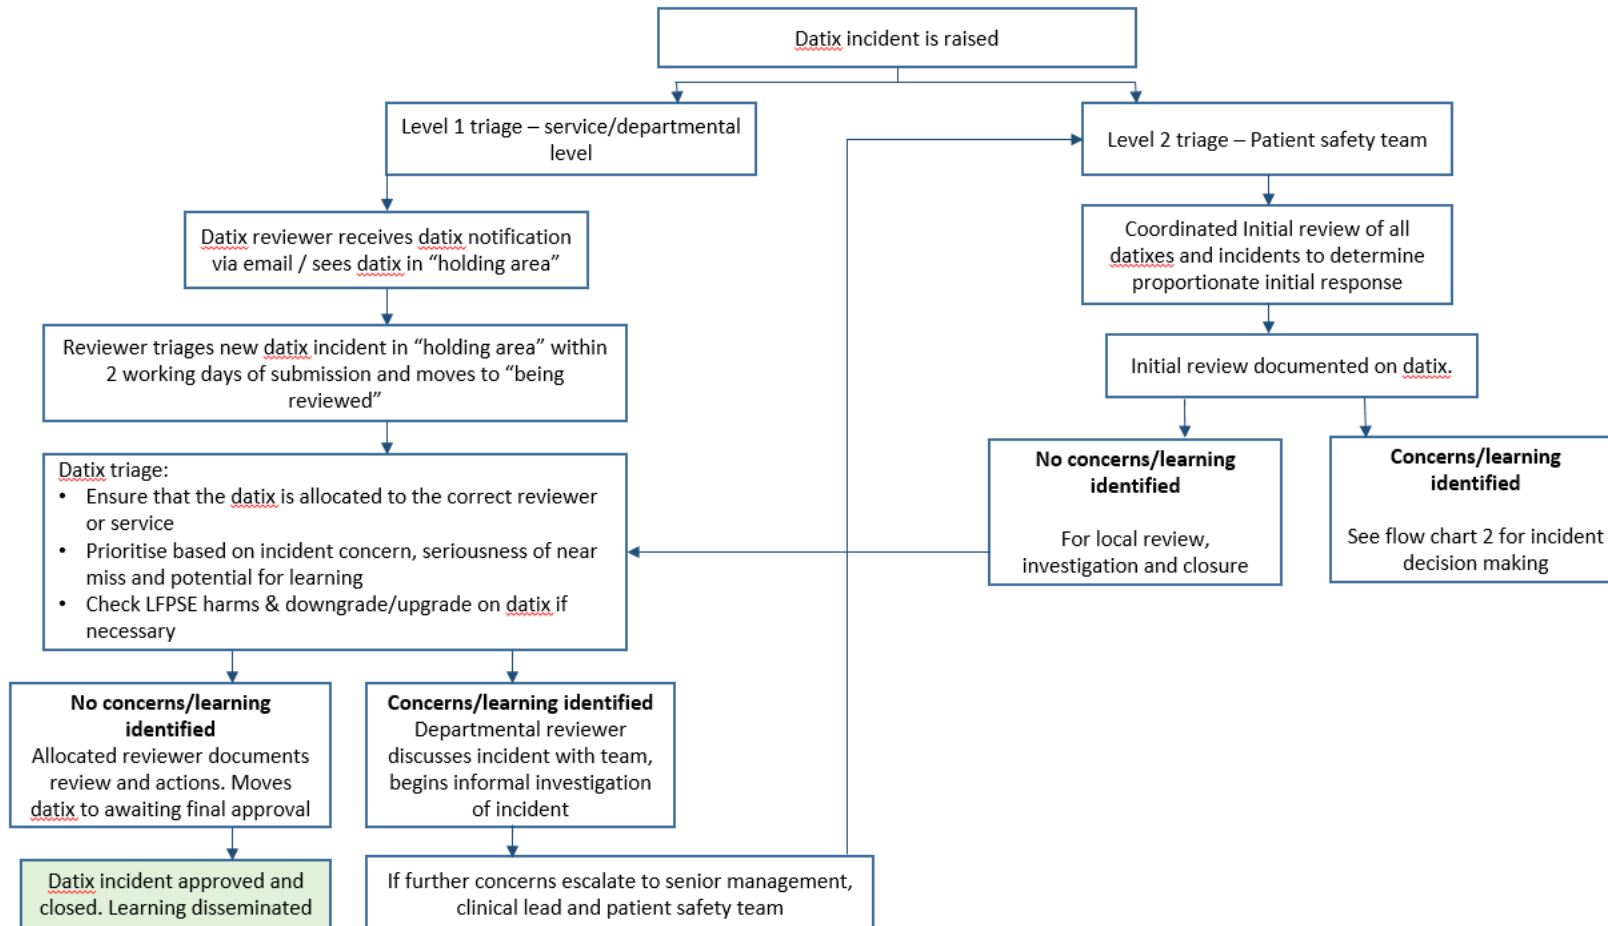 Datix incident is raised
Level 1 triage – service/departmental
level
Level 2 triage – Patient safety team
Datix reviewer receives datix notification
via email / sees datix in “holding area”
Coordinated Initial review of all
datixes and incidents to determine
proportionate initial response
Reviewer triages new datix incident in “holding area” within
2 working days of submission and moves to “being
reviewed”
Initial review documented on datix.
Datix triage:
• Ensure that the datix is allocated to the correct reviewer
or service
• Prioritise based on incident concern, seriousness of near
miss and potential for learning
• Check LFPSE harms & downgrade/upgrade on datix if
necessary
No concerns/learning
identified
For local review,
investigation and closure
Concerns/learning
identified
See flow chart 2 for incident
decision making
No concerns/learning
identified
Allocated reviewer documents
review and actions. Moves
datix to awaiting final approval
Concerns/learning identified
Departmental reviewer
discusses incident with team,
begins informal investigation
of incident
Datix incident approved and
closed. Learning disseminated
If further concerns escalate to senior management,
clinical lead and patient safety team